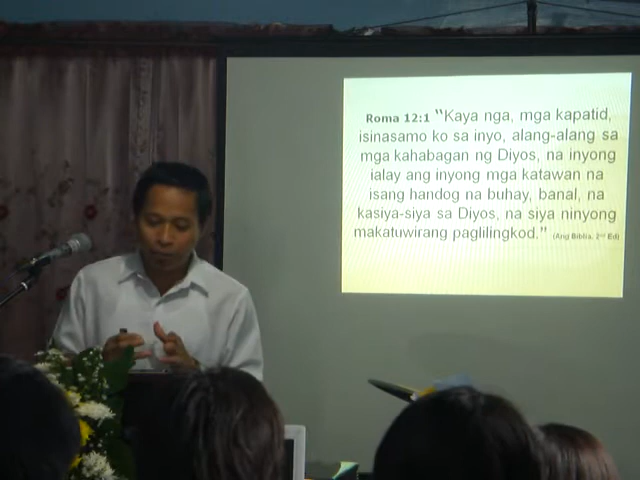 Roma 12:1 "Kaya nga, mga kapatid,
isinasamo ko sa inyo, alang-alang sa
mga kahabagan ng Diyos, na inyong
ialay ang inyong mga katawan na
isang handog na buhay, banal, na
kasiya-siya sa Diyos, na siya ninyong
makatuwirang paglilingkod." (Ang Biblia, 2nd Ed)